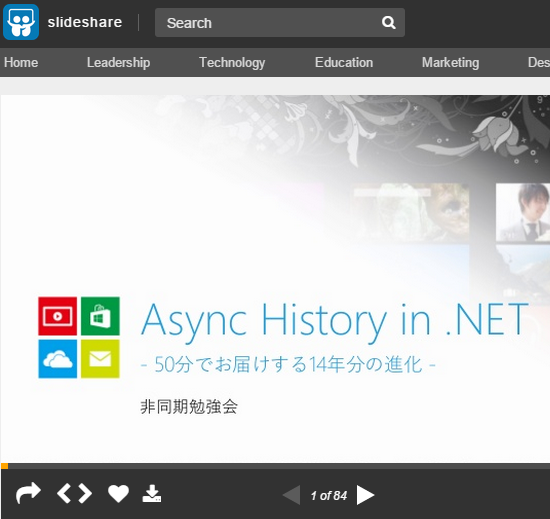 slideshare
Search
Home Leadership Technology Education Marketing Des
Async History in .NET
- 50分でお届けする14年分の進化 -
非同期勉強会
1 of 84